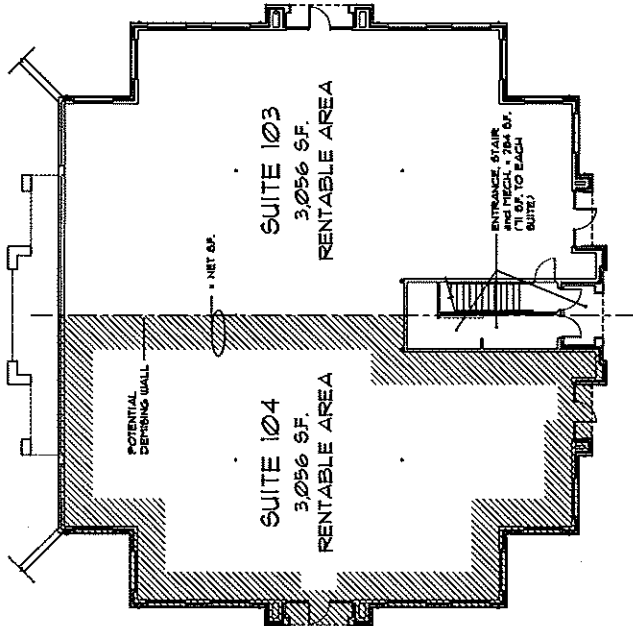 SUITE 103
3,056 S.F.
RENTABLE AREA
ENTRANCE, STAIR
and MECH. = 284 S.F.
(71 S.F. TO EACH
SUITE)
= NET S.F.
POTENTIAL
DEMISING WALL
SUITE 104
3,056 S.F.
RENTABLE AREA